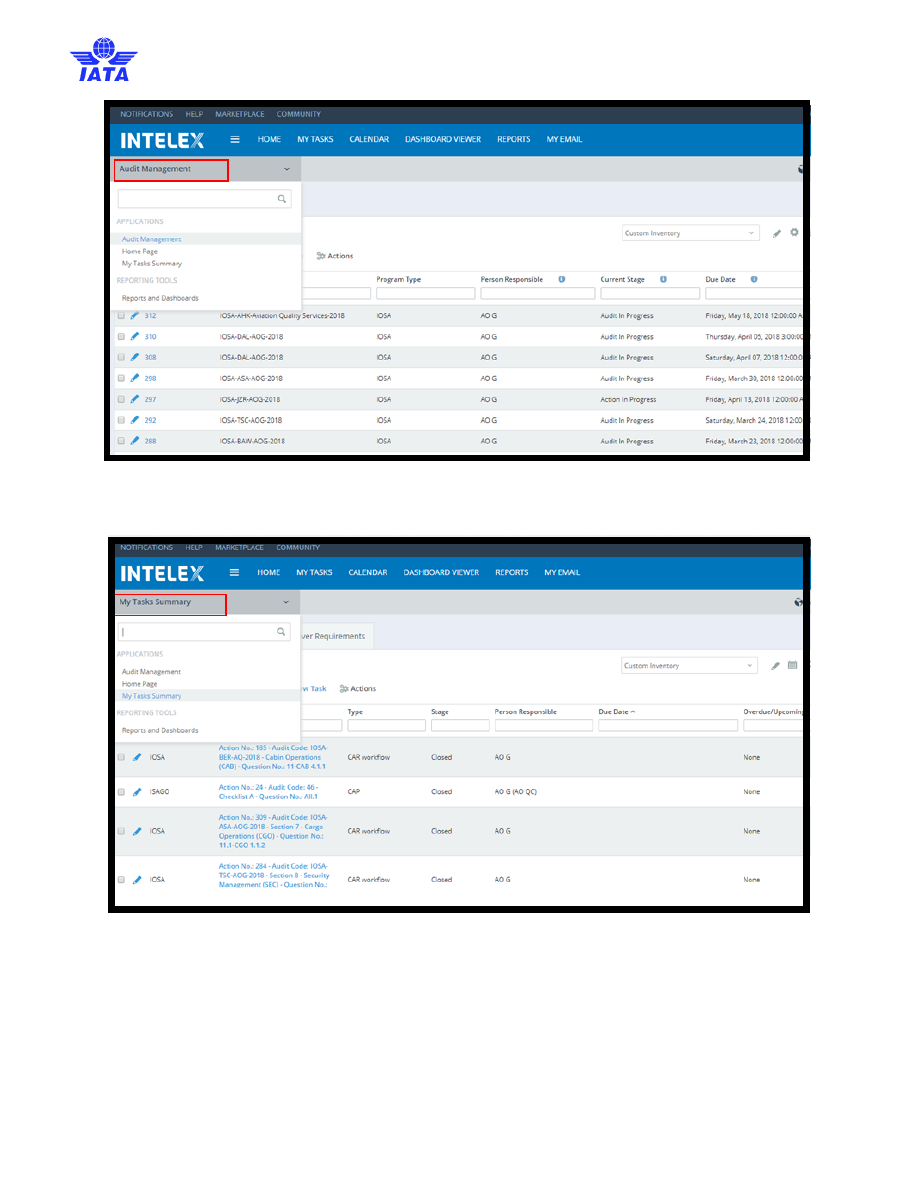 IATA
NOTIFICATIONS HELP MARKETPLACE COMMUNITY
INTELEX HOME MY TASKS CALENDAR DASHBOARD VIEWER REPORTS MY EMAIL
Audit Management
APPLICATIONS
Audit Management
Home Page
My Tasks Summary
REPORTING TOOLS
Reports and Dashboards
Custom Inventory
Actions
Program Type Person Responsible Current Stage Due Date
312 IOSA-AHK-Aviation Quality Services-2018 IOSA AO G Audit In Progress Friday, May 18, 2018 12:00:00 A
310 IOSA-DAL-AOG-2018 IOSA AO G Audit In Progress Thursday, April 05, 2018 3:00:00
308 IOSA-DAL-AOG-2018 IOSA AO G Audit In Progress Saturday, April 07, 2018 12:00:0
298 IOSA-ASA-AOG-2018 IOSA AO G Audit In Progress Friday, March 30, 2018 12:00:00
297 IOSA-JZR-AOG-2018 IOSA AO G Action In Progress Friday, April 13, 2018 12:00:00 A
292 IOSA-TSC-AOG-2018 IOSA AO G Audit In Progress Saturday, March 24, 2018 12:00
288 IOSA-BAW-AOG-2018 IOSA AO G Audit In Progress Friday, March 23, 2018 12:00:00
NOTIFICATIONS HELP MARKETPLACE COMMUNITY
INTELEX HOME MY TASKS CALENDAR DASHBOARD VIEWER REPORTS MY EMAIL
My Tasks Summary
ver Requirements
APPLICATIONS
Audit Management
Home Page
My Tasks Summary
REPORTING TOOLS
Reports and Dashboards
Custom Inventory
Task Actions
Type Stage Person Responsible Due Date Overdue/Upcoming
IOSA
Action No.: 103 - Audit Code: IOSA-
BER-AQ-2018 - Cabin Operations
(CAB) - Question No.: 11-CAB 4.1.1
CAR workflow Closed AO G None
ISAGO
Action No.: 24 - Audit Code: 46 -
Checklist A - Question No.: All.1
CAP Closed AO G (AO QC) None
IOSA
Action No.: 309 - Audit Code: IOSA-
ASA-AOG-2018 - Section 7 - Cargo
Operations (CGO) - Question No.:
11.1-CGO 1.1.2
CAR workflow Closed AO G None
IOSA
Action No.: 284 - Audit Code: IOSA-
TSC-AOG-2018 - Section 8 - Security
Management (SEC) - Question No.:
CAR workflow Closed AO G None